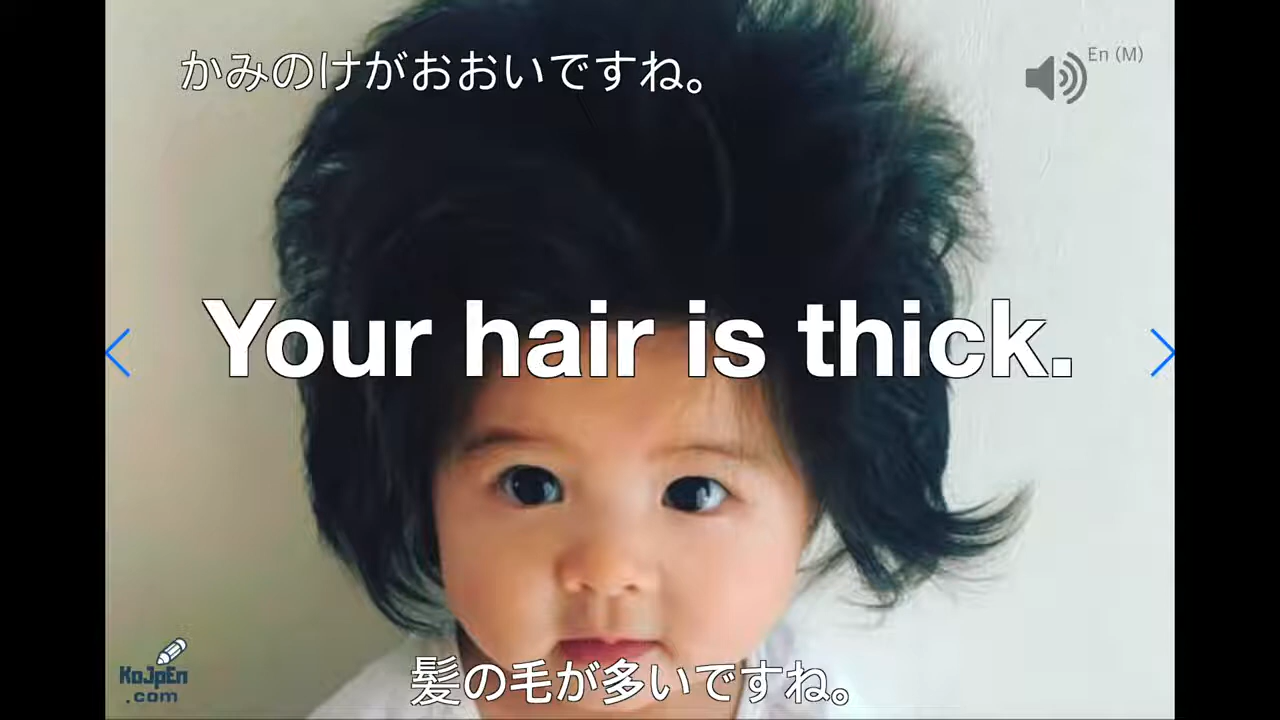 かみのけがおおいですね。
En (M)
Your hair is thick.
髪の毛が多いですね。
KoJpEn
.com